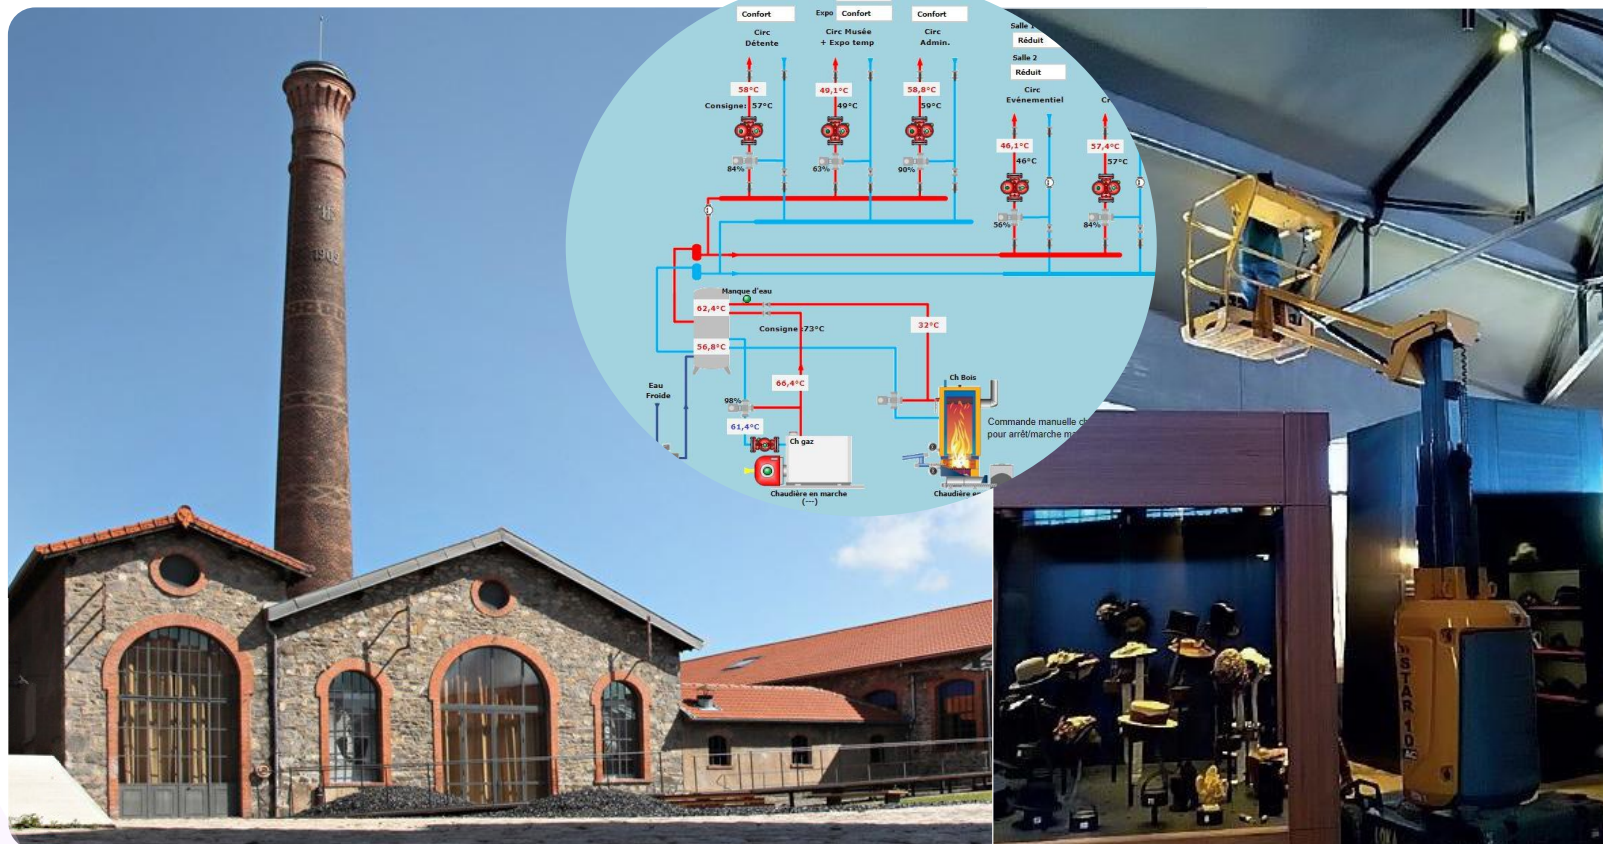 Confort
Expo
Confort
Confort
Circ
Détente
Circ Musée
+ Expo temp
Circ
Admin.
Salle 1
Réduit
Salle 2
Réduit
Circ
Evénementiel
58°C
49,1°C
58,8°C
Consigne: 57°C
49°C
59°C
46,1°C
57,4°C
46°C
57°C
84%
63%
90%
56%
84%
Manque d'eau
62,4°C
Consigne :73°C
32°C
56,8°C
66,4°C
Eau
Froide
98%
61,4°C
Ch Bois
Ch gaz
Commande manuelle
pour arrêt/marche
Chaudière en marche
(---)
Chaudière
1909
STAR 10